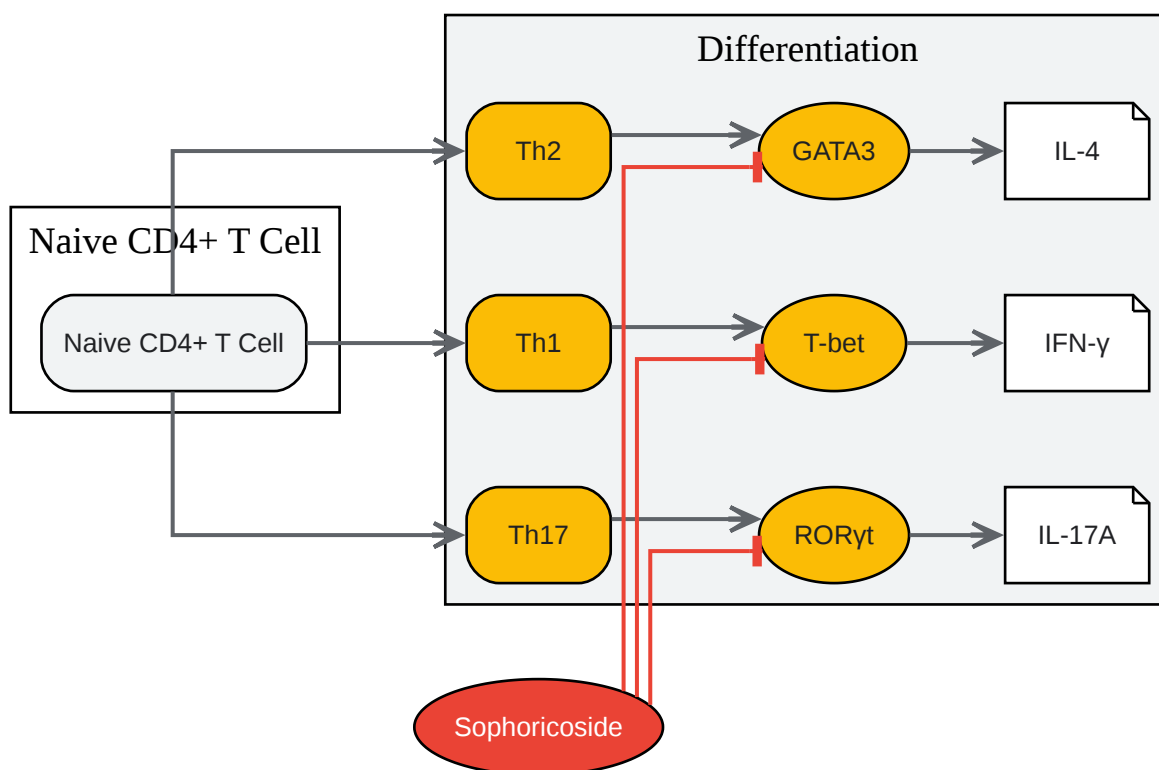 Differentiation
Th2
GATA3
IL-4
Naive CD4+ T Cell
Naive CD4+ T Cell
Th1
T-bet
IFN-γ
Th17
RORγt
IL-17A
Sophoricoside